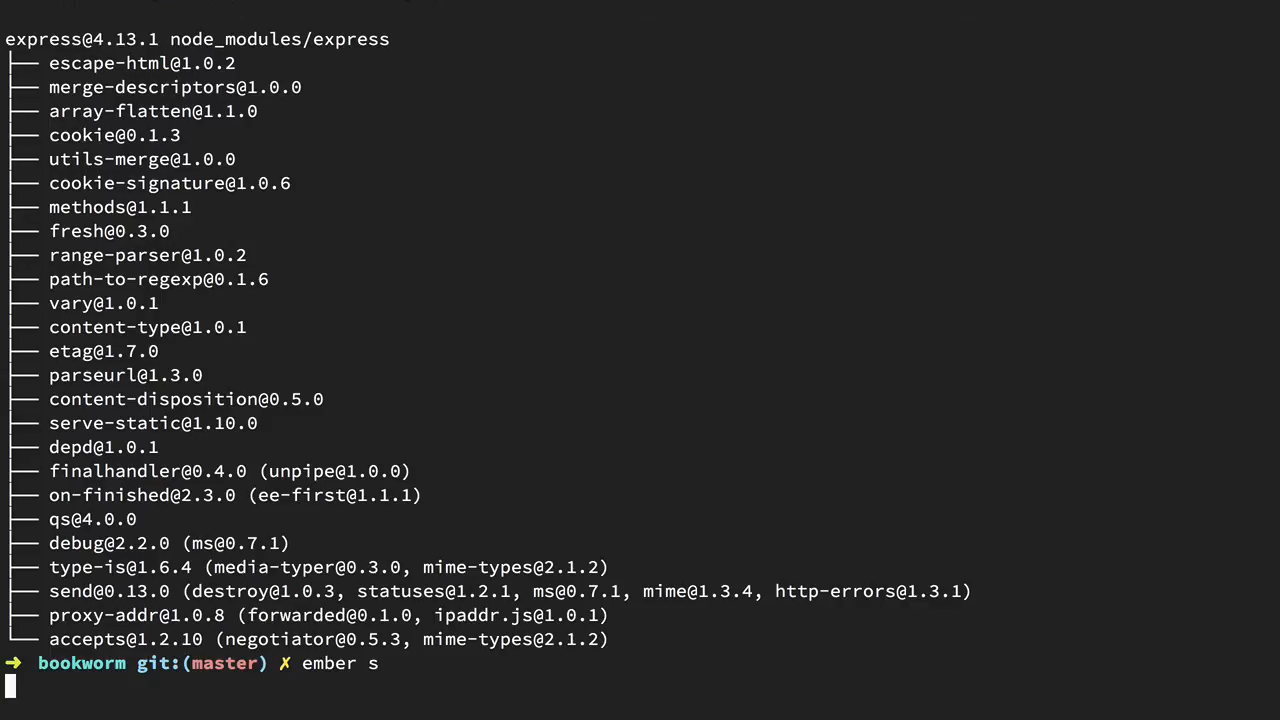 express@4.13.1 node_modules/express
├── escape-html@1.0.2
├── merge-descriptors@1.0.0
├── array-flatten@1.1.0
├── cookie@0.1.3
├── utils-merge@1.0.0
├── cookie-signature@1.0.6
├── methods@1.1.1
├── fresh@0.3.0
├── range-parser@1.0.2
├── path-to-regexp@0.1.6
├── vary@1.0.1
├── content-type@1.0.1
├── etag@1.7.0
├── parseurl@1.3.0
├── content-disposition@0.5.0
├── serve-static@1.10.0
├── depd@1.0.1
├── finalhandler@0.4.0 (unpipe@1.0.0)
├── on-finished@2.3.0 (ee-first@1.1.1)
├── qs@4.0.0
├── debug@2.2.0 (ms@0.7.1)
├── type-is@1.6.4 (media-typer@0.3.0, mime-types@2.1.2)
├── send@0.13.0 (destroy@1.0.3, statuses@1.2.1, ms@0.7.1, mime@1.3.4, http-errors@1.3.1)
├── proxy-addr@1.0.8 (forwarded@0.1.0, ipaddr.js@1.0.1)
└── accepts@1.2.10 (negotiator@0.5.3, mime-types@2.1.2)
➜ bookworm git:(master) ✗ ember s